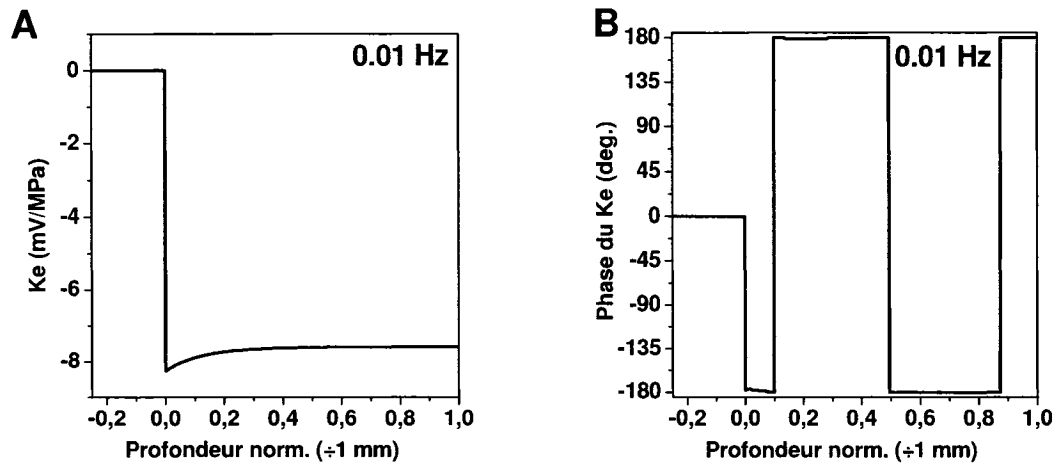 A
0.01 Hz
0
-2
-4
-6
-8
Ke (mV/MPa)
-0,2 0,0 0,2 0,4 0,6 0,8 1,0
Profondeur norm. (÷1 mm)
B
0.01 Hz
180
135
90
45
0
-45
-90
-135
-180
Phase du Ke (deg.)
-0,2 0,0 0,2 0,4 0,6 0,8 1,0
Profondeur norm. (÷1 mm)